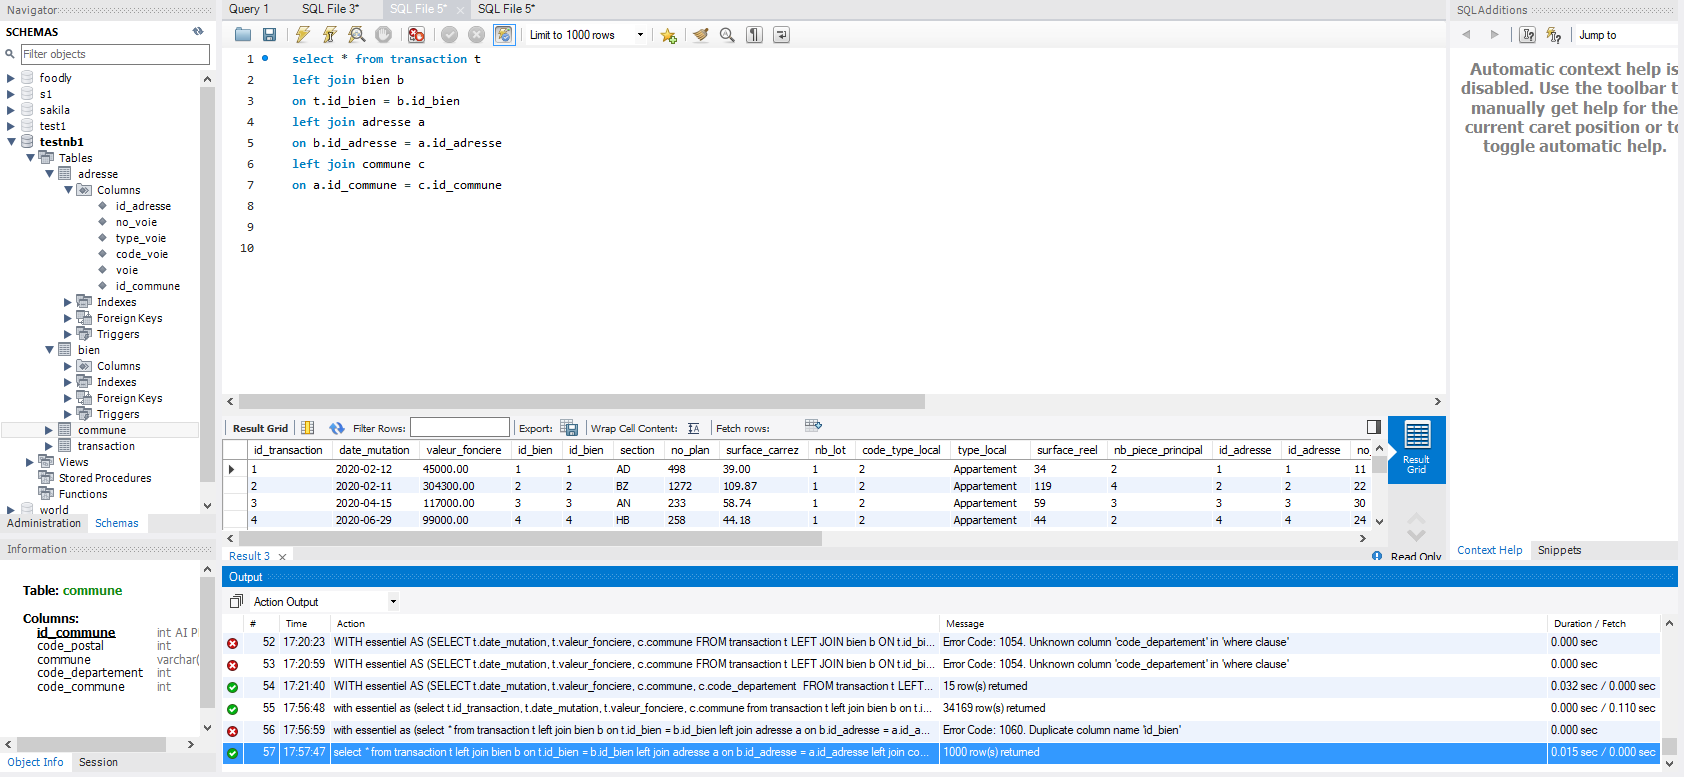 Navigator
SCHEMAS
Filter objects
foodly
s1
sakila
test1
testnb1
Tables
adresse
Columns
id_adresse
no_voie
type_voie
code_voie
voie
id_commune
Indexes
Foreign Keys
Triggers
bien
Columns
Indexes
Foreign Keys
Triggers
commune
transaction
Views
Stored Procedures
Functions
world
Administration Schemas
Information
Table: commune
Columns:
id_commune int AI P
code_postal int
commune varchar(
code_departement int
code_commune int
Object Info Session
Query 1 SQL File 3* SQL File 5* SQL File 5*
Limit to 1000 rows
1 select * from transaction t
2 left join bien b
3 on t.id_bien = b.id_bien
4 left join adresse a
5 on b.id_adresse = a.id_adresse
6 left join commune c
7 on a.id_commune = c.id_commune
8
9
10
Result Grid Filter Rows: Export: Wrap Cell Content: Fetch rows:
id_transaction date_mutation valeur_fonciere id_bien id_bien section no_plan surface_carrez nb_lot code_type_local type_local surface_reel nb_piece_principal id_adresse id_adresse no_
1 2020-02-12 45000.00 1 1 AD 498 39.00 1 2 Appartement 34 2 1 1 11
2 2020-02-11 304300.00 2 2 BZ 1272 109.87 1 2 Appartement 119 4 2 2 22
3 2020-04-15 117000.00 3 3 AN 233 58.74 1 2 Appartement 59 3 3 3 30
4 2020-06-29 99000.00 4 4 HB 258 44.18 1 2 Appartement 44 2 4 4 24
Result Grid
Result 3
Read Only
Output
Action Output
# Time Action Message Duration / Fetch
52 17:20:23 WITH essentiel AS (SELECT t.date_mutation, t.valeur_fonciere, c.commune FROM transaction t LEFT JOIN bien b ON t.id_bi... Error Code: 1054. Unknown column 'code_departement' in 'where clause' 0.000 sec
53 17:20:59 WITH essentiel AS (SELECT t.date_mutation, t.valeur_fonciere, c.commune FROM transaction t LEFT JOIN bien b ON t.id_bi... Error Code: 1054. Unknown column 'code_departement' in 'where clause' 0.000 sec
54 17:21:40 WITH essentiel AS (SELECT t.date_mutation, t.valeur_fonciere, c.commune, c.code_departement FROM transaction t LEFT... 15 row(s) returned 0.032 sec / 0.000 sec
55 17:56:48 with essentiel as (select t.id_transaction, t.date_mutation, t.valeur_fonciere, c.commune from transaction t left join bien b on t.i... 34169 row(s) returned 0.000 sec / 0.110 sec
56 17:56:59 with essentiel as (select * from transaction t left join bien b on t.id_bien = b.id_bien left join adresse a on b.id_adresse = a.id_a... Error Code: 1060. Duplicate column name 'id_bien' 0.000 sec
57 17:57:47 select * from transaction t left join bien b on t.id_bien = b.id_bien left join adresse a on b.id_adresse = a.id_adresse left join co... 1000 row(s) returned 0.015 sec / 0.000 sec
SQLAdditions
Jump to
Automatic context help is
disabled. Use the toolbar t
manually get help for the
current caret position or to
toggle automatic help.
Context Help Snippets